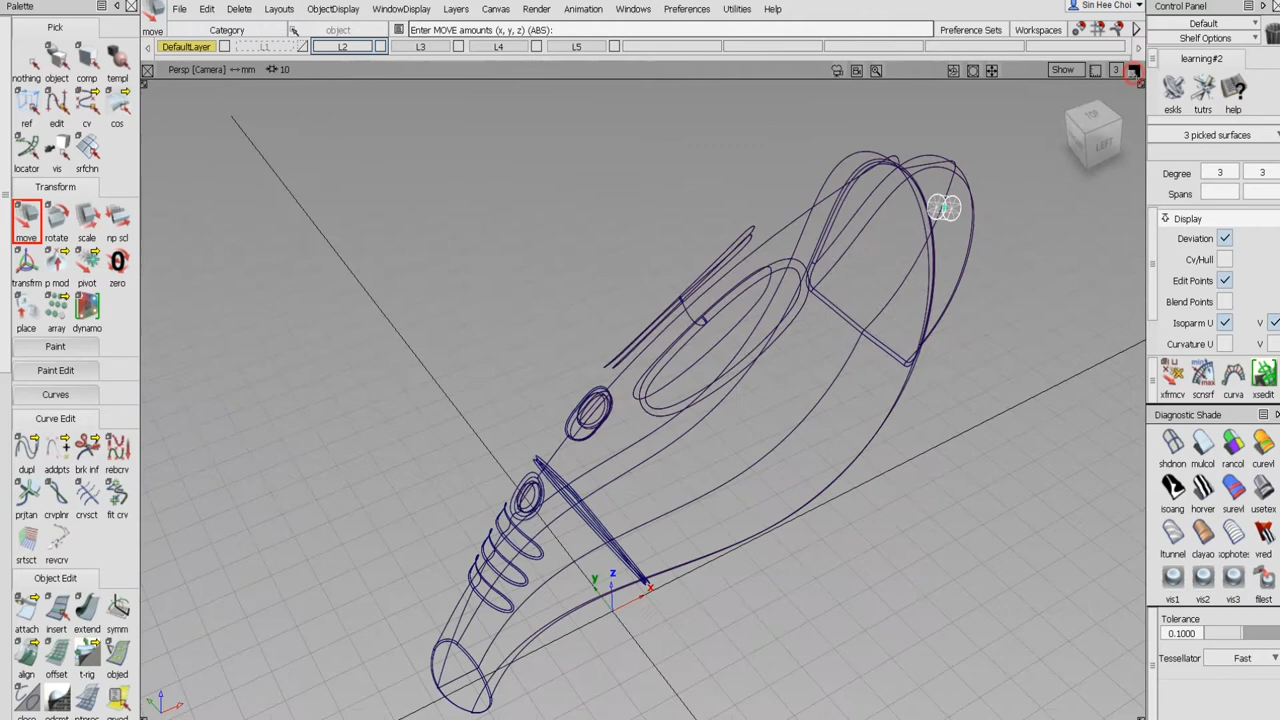 Palette
File Edit Delete Layouts ObjectDisplay WindowDisplay Layers Canvas Render Animation Windows Preferences Utilities Help
Sin Hee Choi
Control Panel
Pick
move
Category
object
Enter MOVE amounts (x, y, z) (ABS):
Preference Sets
Workspaces
Default
Shelf Options
DefaultLayer L1 L2 L3 L4 L5
Persp [Camera] mm 10
Show
3
learning#2
nothing object comp templ
ref edit cv cos
locator vis srfchn
eskls tutrs help
3 picked surfaces
TOP
LEFT
Transform
Degree 3 3
Spans
move rotate scale np scl
transfrm p mod pivot zero
place array dynamo
Display
Deviation
Cv/Hull
Edit Points
Blend Points
Isoparm U V
Curvature U V
Paint
Paint Edit
Curves
Curve Edit
xfrmcv scnsrf curva xsedit
Diagnostic Shade
dupl addpts brk inf rebcrv
prjtan crvplnr crvsct fit crv
srtsct revcrv
shdnon mulcol rancol curevl
isoang horver surevl usetex
ltunnel clayao vred
vis1 vis2 vis3 filest
Object Edit
attach insert extend symm
align offset t-rig objed
y z x
Tolerance
0.1000
Tessellator Fast